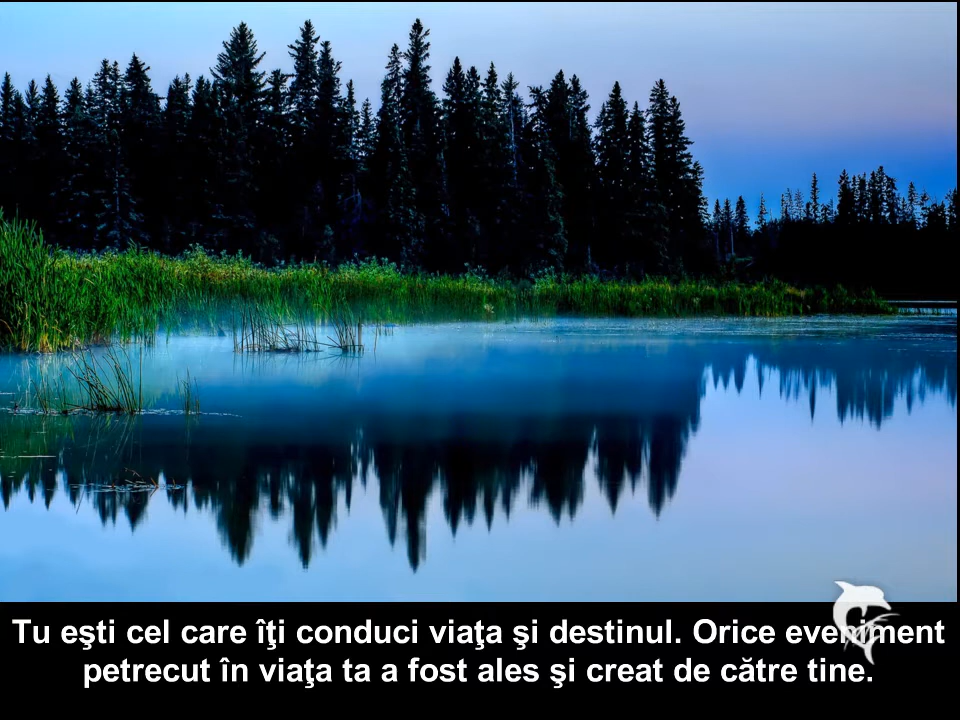 Tu eşti cel care îţi conduci viaţa şi destinul. Orice eveniment
petrecut în viaţa ta a fost ales şi creat de către tine.